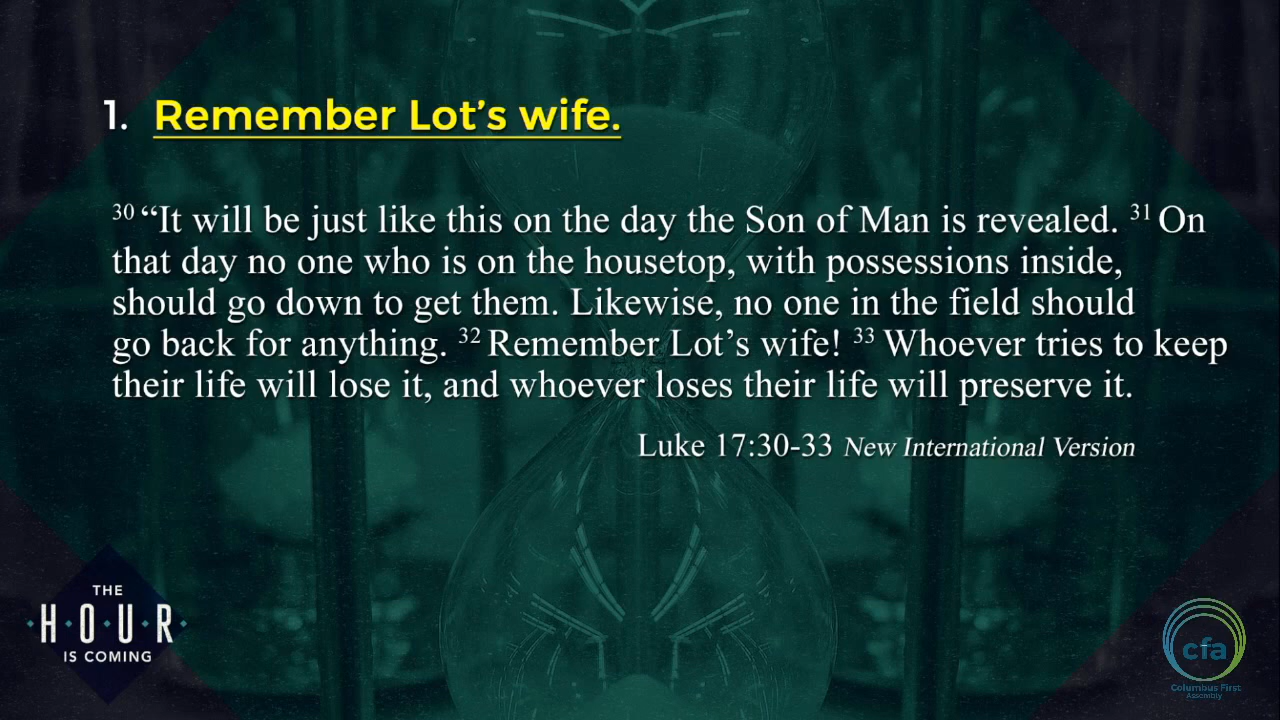 1. Remember Lot’s wife.
30 “It will be just like this on the day the Son of Man is revealed. 31 On
that day no one who is on the housetop, with possessions inside,
should go down to get them. Likewise, no one in the field should
go back for anything. 32 Remember Lot’s wife! 33 Whoever tries to keep
their life will lose it, and whoever loses their life will preserve it.
Luke 17:30-33 New International Version
THE
H·O·U·R
IS COMING
cfa
Columbus First
Assembly